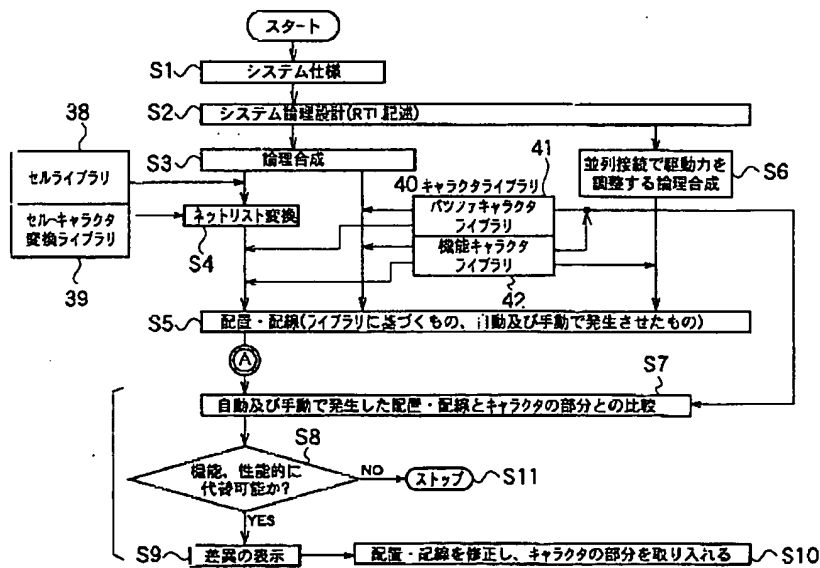 スタート
S1
システム仕様
S2
システム論理設計(RTL記述)
38
S3
論理合成
41
40
キャラクタライブラリ
並列接続で駆動力を
調整する論理合成
S6
セルライブラリ
バッファキャラクタ
ライブラリ
セル-キャラクタ
変換ライブラリ
ネットリスト変換
S4
機能キャラクタ
ライブラリ
39
42
S5
配置・配線(ライブラリに基づくもの、自動及び手動で発生させたもの)
A
S7
自動及び手動で発生した配置・配線とキャラクタの部分との比較
S8
機能、性能的に
代替可能か?
NO
ストップ
S11
YES
S9
差異の表示
配置・配線を修正し、キャラクタの部分を取り入れる
S10